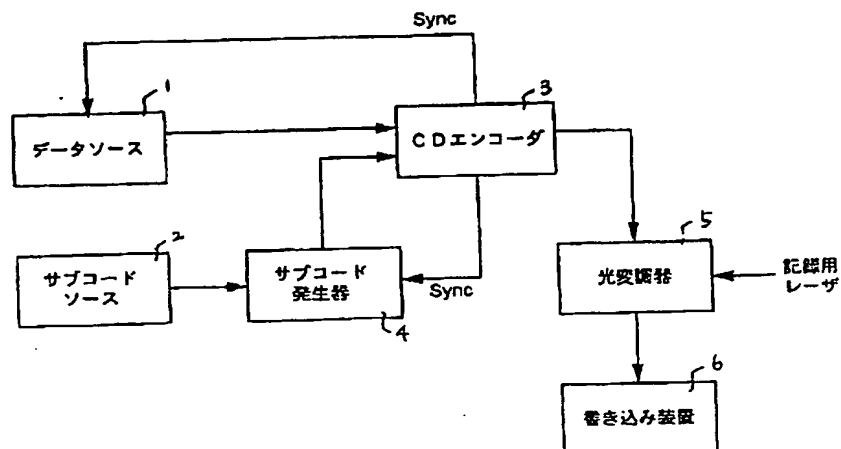 Sync
1
データソース
3
CDエンコーダ
2
サブコード
ソース
サブコード
発生器
4
Sync
5
光変調器
記録用
レーザ
6
書き込み装置